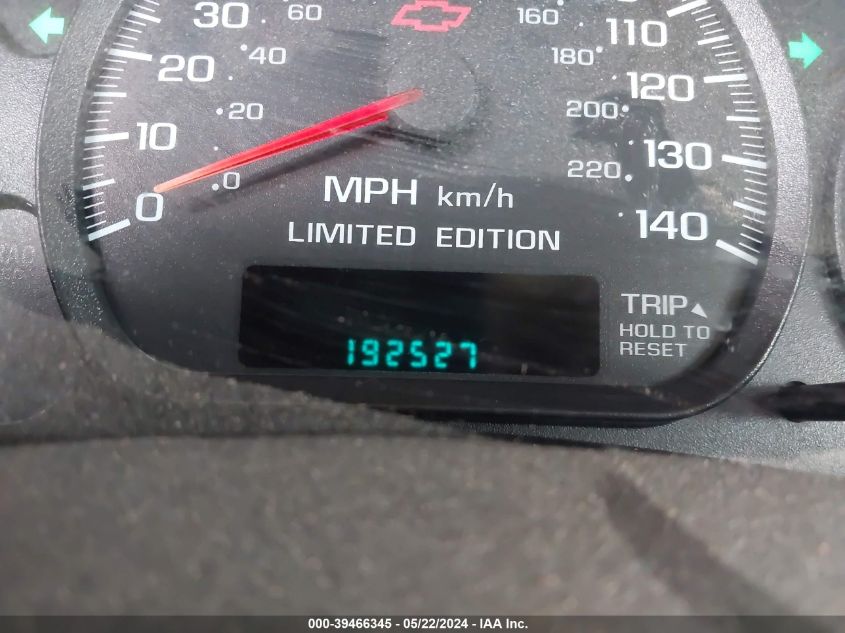 30 60 160 110
20 40 180 120
10 20 200 130
0 0 220 140
MPH km/h
LIMITED EDITION
TRIP
HOLD TO
RESET
192527
000-39466345 - 05/22/2024 - IAA Inc.